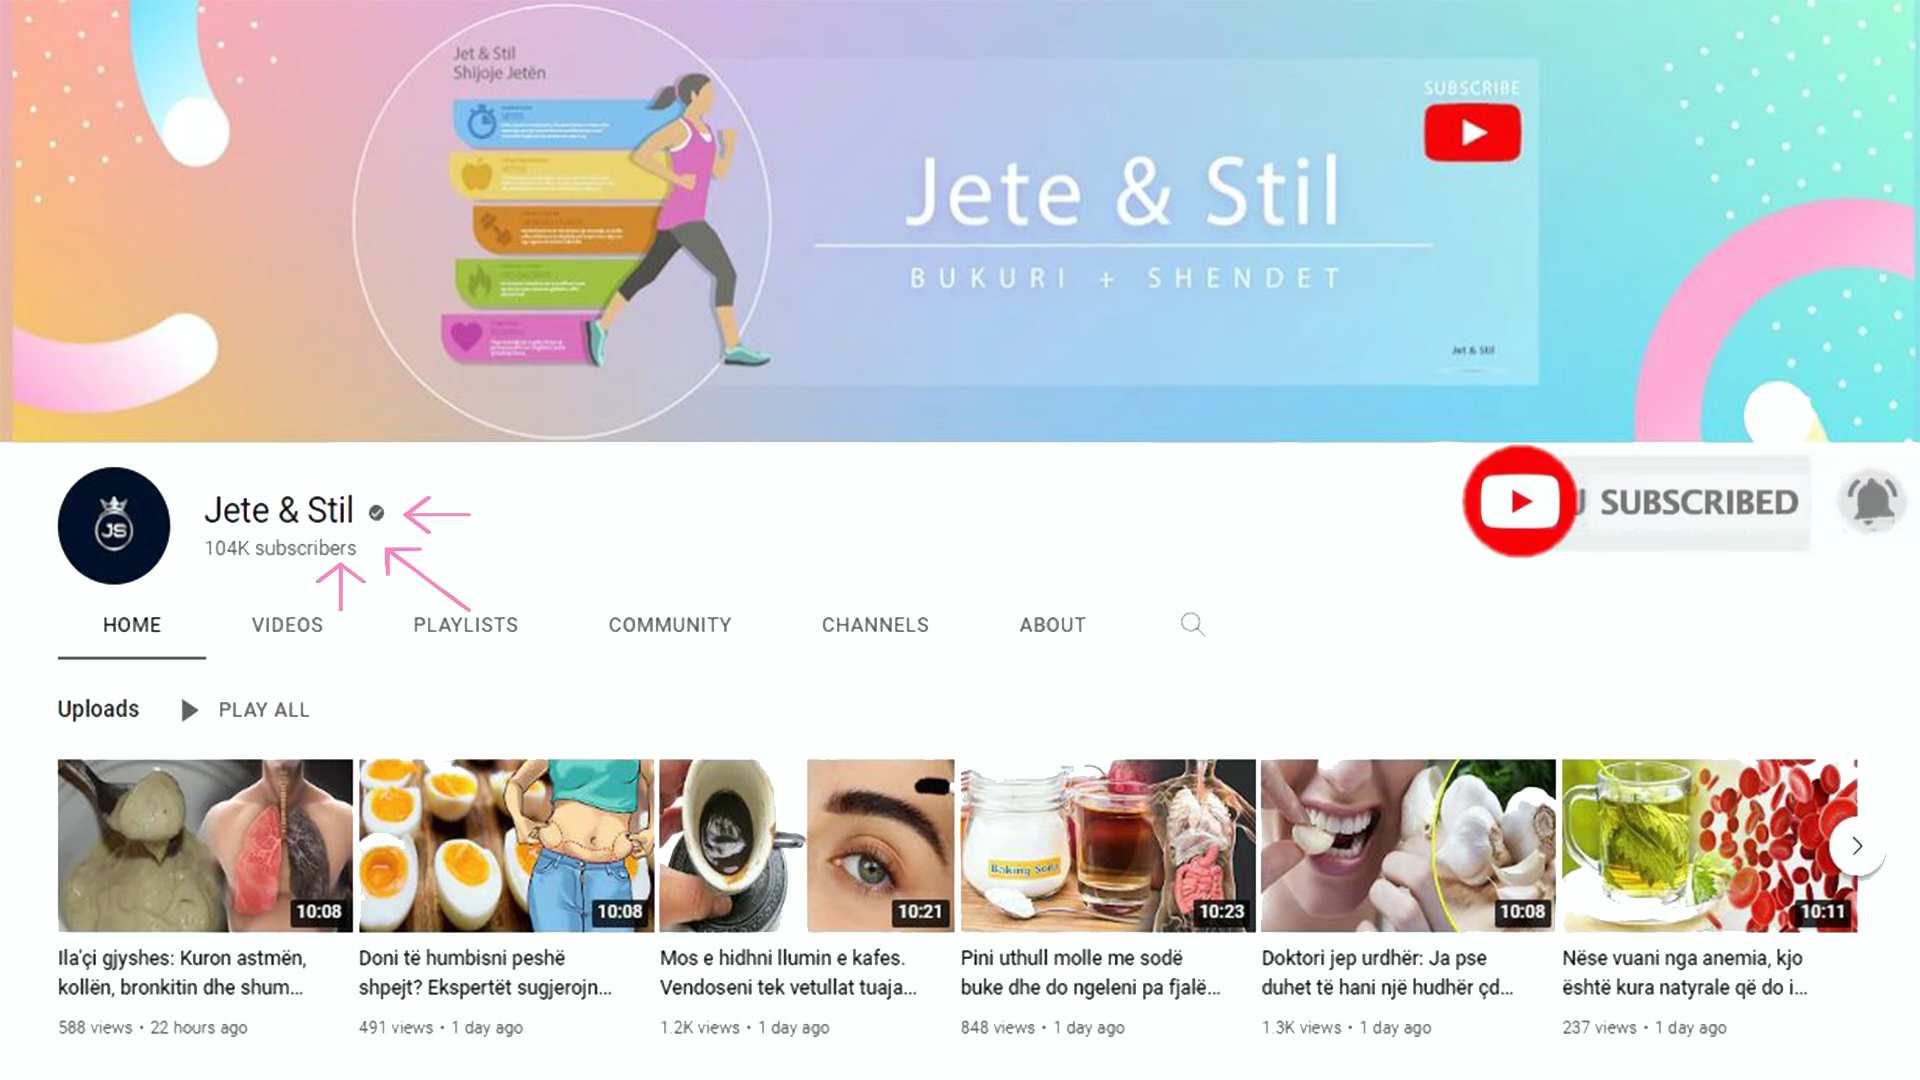 Jet & Stil
Shijoje Jetën
SUBSCRIBE
Jete & Stil
BUKURI + SHENDET
Jet & Stil
JS
Jete & Stil
104K subscribers
SUBSCRIBED
HOME VIDEOS PLAYLISTS COMMUNITY CHANNELS ABOUT
Uploads PLAY ALL
Baking Soda
10:08 10:08 10:21 10:23 10:08 10:11
Ila'çi gjyshes: Kuron astmën,
kollën, bronkitin dhe shum...
588 views • 22 hours ago
Doni të humbisni peshë
shpejt? Ekspertët sugjerojn...
491 views • 1 day ago
Mos e hidhni llumin e kafes.
Vendoseni tek vetullat tuaja...
1.2K views • 1 day ago
Pini uthull molle me sodë
buke dhe do ngeleni pa fjalë...
848 views • 1 day ago
Doktori jep urdhër: Ja pse
duhet të hani një hudhër çd...
1.3K views • 1 day ago
Nëse vuani nga anemia, kjo
është kura natyrale që do i...
237 views • 1 day ago